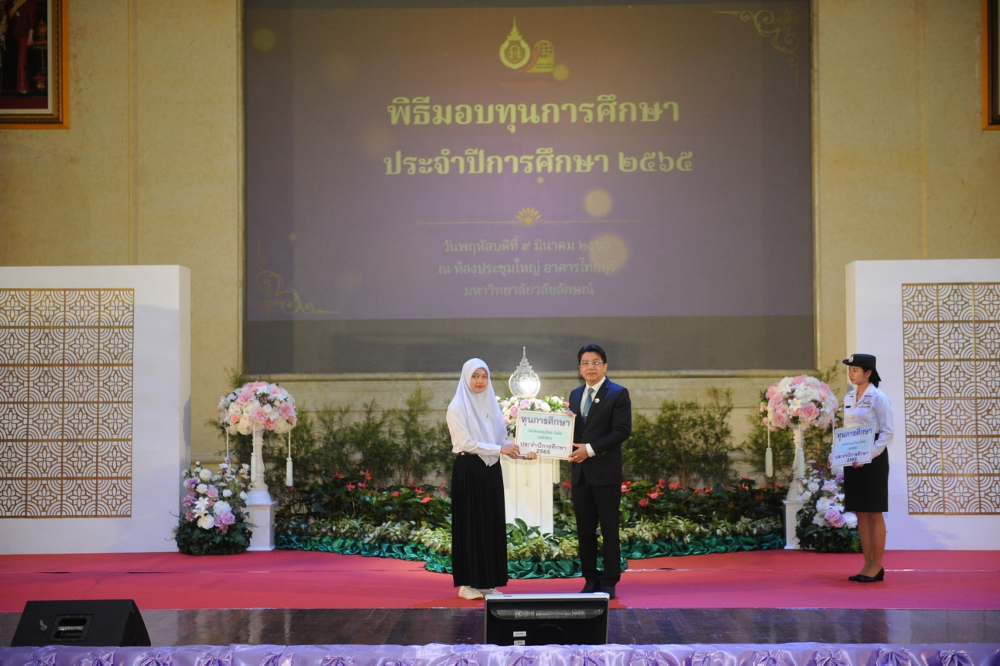 พิธีมอบทุนการศึกษา
ประจำปีการศึกษา ๒๕๖๕
วันพฤหัสบดีที่ ๙ มีนาคม ๒๕๖๖
ณ ห้องประชุมใหญ่ อาคารไทยบุรี
มหาวิทยาลัยวลัยลักษณ์
ทุนการศึกษา
ประจำปีการศึกษา
2565
ทุนการศึกษา
ประจำปีการศึกษา
2565